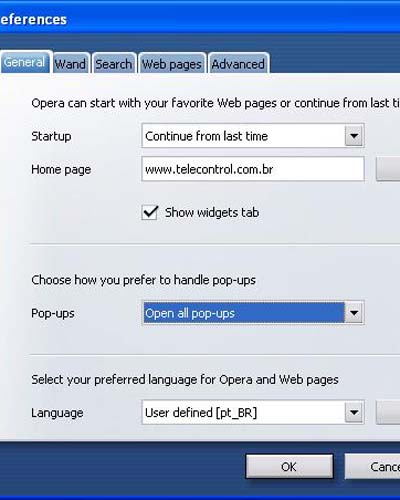 eferences
General Wand Search Web pages Advanced
Opera can start with your favorite Web pages or continue from last
Startup Continue from last time
Home page www.telecontrol.com.br
Show widgets tab
Choose how you prefer to handle pop-ups
Pop-ups Open all pop-ups
Select your preferred language for Opera and Web pages
Language User defined [pt_BR]
OK Cance